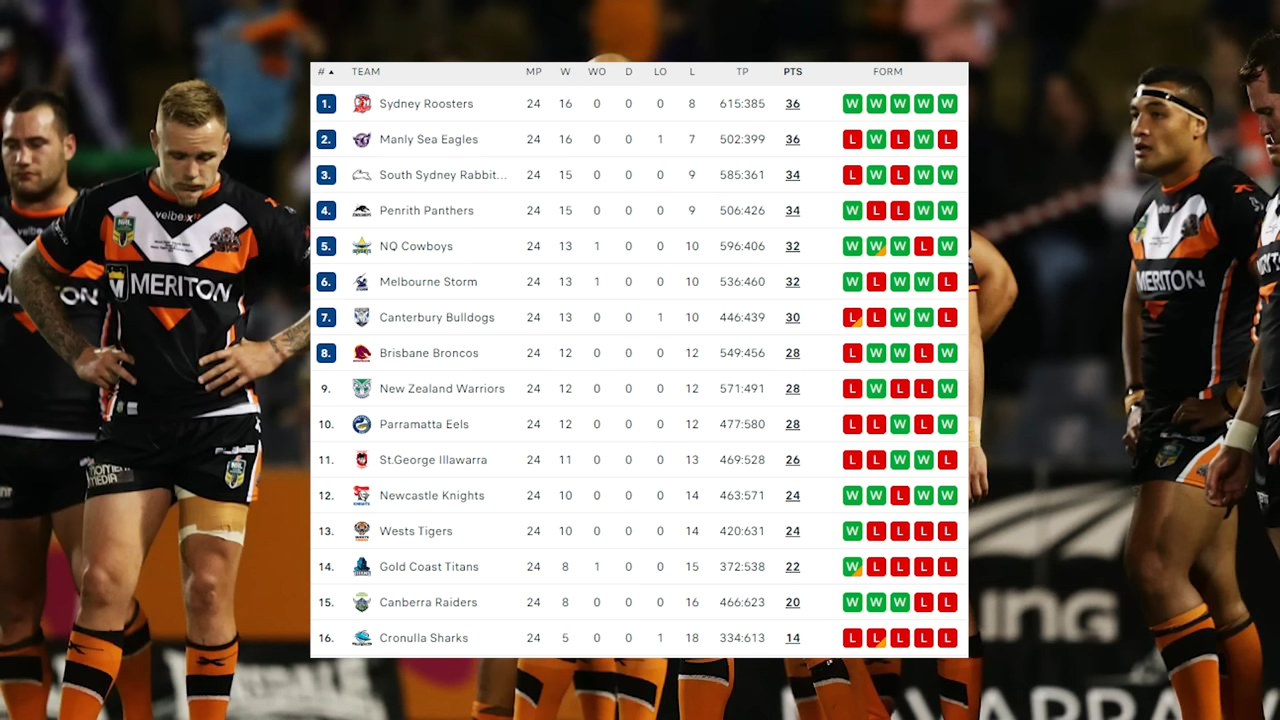 # TEAM MP W WO D LO L TP PTS FORM
1. Sydney Roosters 24 16 0 0 0 8 615:385 36 W W W W W
2. Manly Sea Eagles 24 16 0 0 1 7 502:399 36 L W L W L
3. South Sydney Rabbit... 24 15 0 0 0 9 585:361 34 L W L W W
4. Penrith Panthers 24 15 0 0 0 9 506:426 34 W L L W W
5. NQ Cowboys 24 13 1 0 0 10 596:406 32 W W W L W
6. Melbourne Storm 24 13 1 0 0 10 536:460 32 W L W W L
7. Canterbury Bulldogs 24 13 0 0 1 10 446:439 30 L L W W L
8. Brisbane Broncos 24 12 0 0 0 12 549:456 28 L W W L W
9. New Zealand Warriors 24 12 0 0 0 12 571:491 28 L W L L W
10. Parramatta Eels 24 12 0 0 0 12 477:580 28 L L W L W
11. St.George Illawarra 24 11 0 0 0 13 469:528 26 L L W W L
12. Newcastle Knights 24 10 0 0 0 14 463:571 24 W W L W W
13. Wests Tigers 24 10 0 0 0 14 420:631 24 W L L L L
14. Gold Coast Titans 24 8 1 0 0 15 372:538 22 W L L L L
15. Canberra Raiders 24 8 0 0 0 16 466:623 20 W W W L L
16. Cronulla Sharks 24 5 0 0 1 18 334:613 14 L L L L L
velbe
NRL
MERITON
MERITON